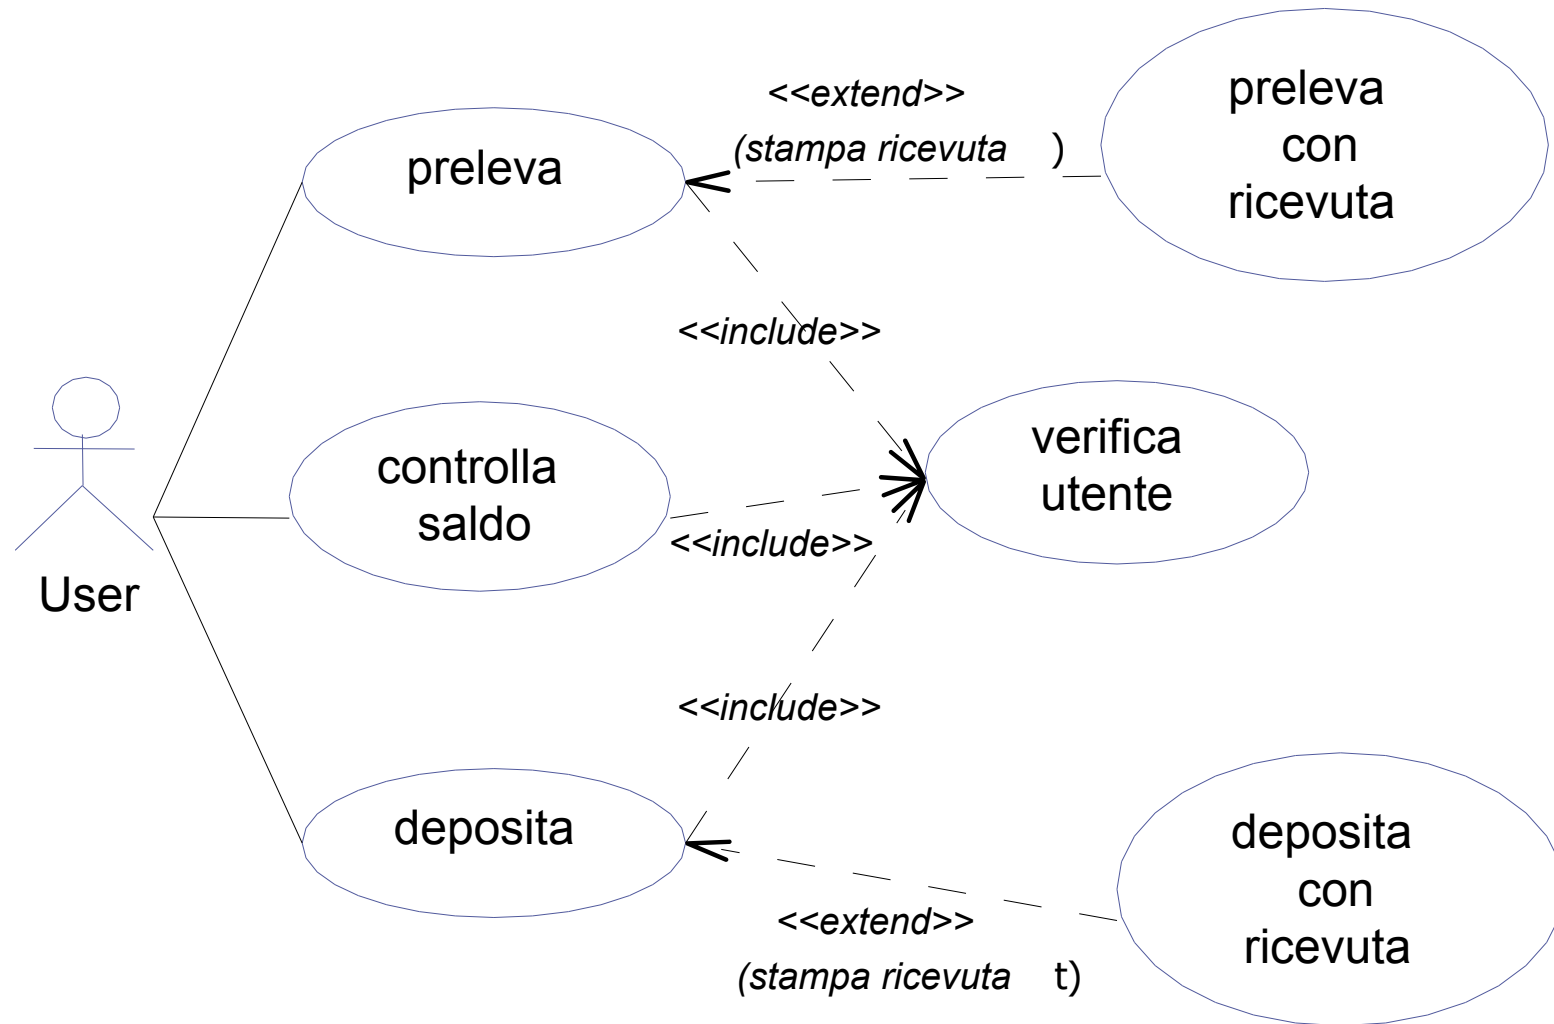 <<extend>>
(stampa ricevuta )
preleva
preleva
con
ricevuta
<<include>>
controlla
saldo
<<include>>
verifica
utente
User
<<include>>
deposita
<<extend>>
(stampa ricevuta t)
deposita
con
ricevuta